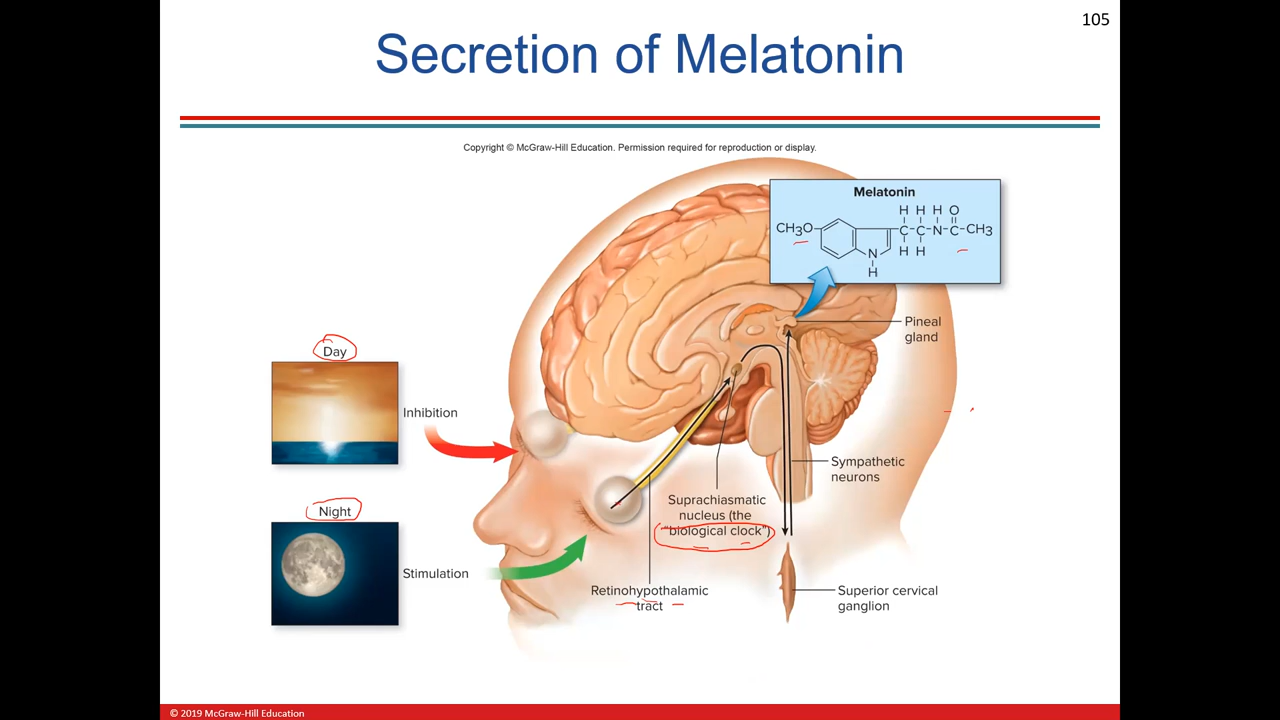 105
Secretion of Melatonin
Copyright © McGraw-Hill Education. Permission required for reproduction or display.
Melatonin
H H H O
CH3O C-C-N-C-CH3
H H
N
H
Pineal
gland
Day
Inhibition
Sympathetic
neurons
Suprachiasmatic
nucleus (the
"biological clock")
Night
Stimulation
Retinohypothalamic
tract
Superior cervical
ganglion
© 2019 McGraw-Hill Education